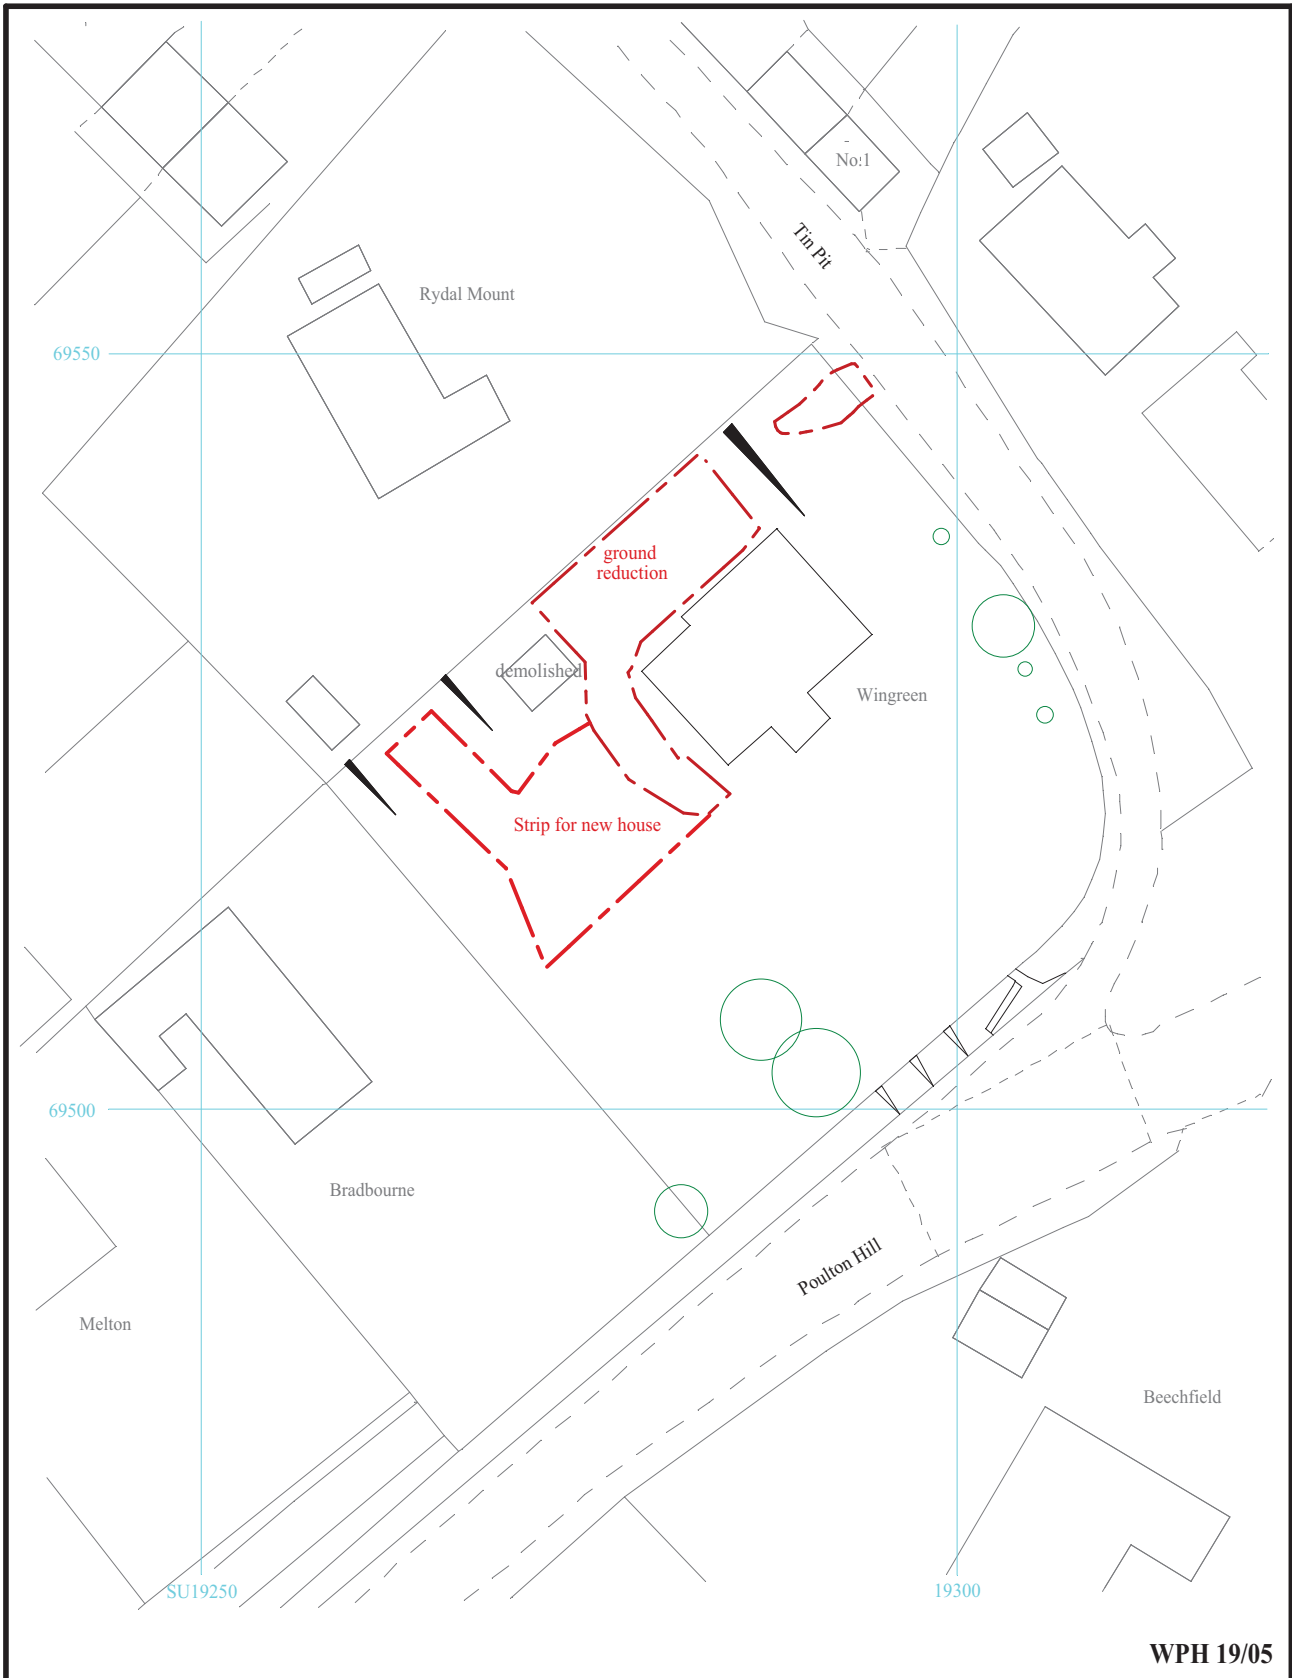 No:1
Tin Pit
Rydal Mount
69550
ground
reduction
demolished
Wingreen
Strip for new house
69500
Bradbourne
Poulton Hill
Melton
Beechfield
SU19250
19300
WPH 19/05